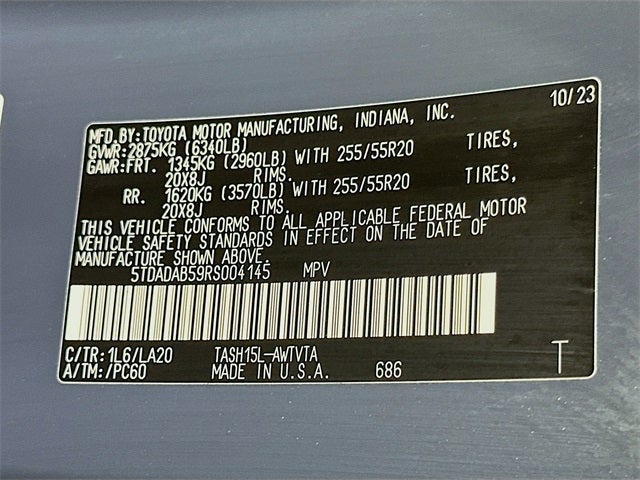 10/23
MFD.BY:TOYOTA MOTOR MANUFACTURING, INDIANA, INC.
GVWR:2875KG (6340LB)
GAWR:FRT. 1345KG (2960LB) WITH 255/55R20 TIRES,
20X8J RIMS.
RR. 1620KG (3570LB) WITH 255/55R20 TIRES,
20X8J RIMS.
THIS VEHICLE CONFORMS TO ALL APPLICABLE FEDERAL MOTOR
VEHICLE SAFETY STANDARDS IN EFFECT ON THE DATE OF
MANUFACTURE SHOWN ABOVE.
5TDADAB59RS004145 MPV
C/TR:1L6/LA20 TASH15L-AWTVTA
A/TM:/PC60 MADE IN U.S.A. 686 T